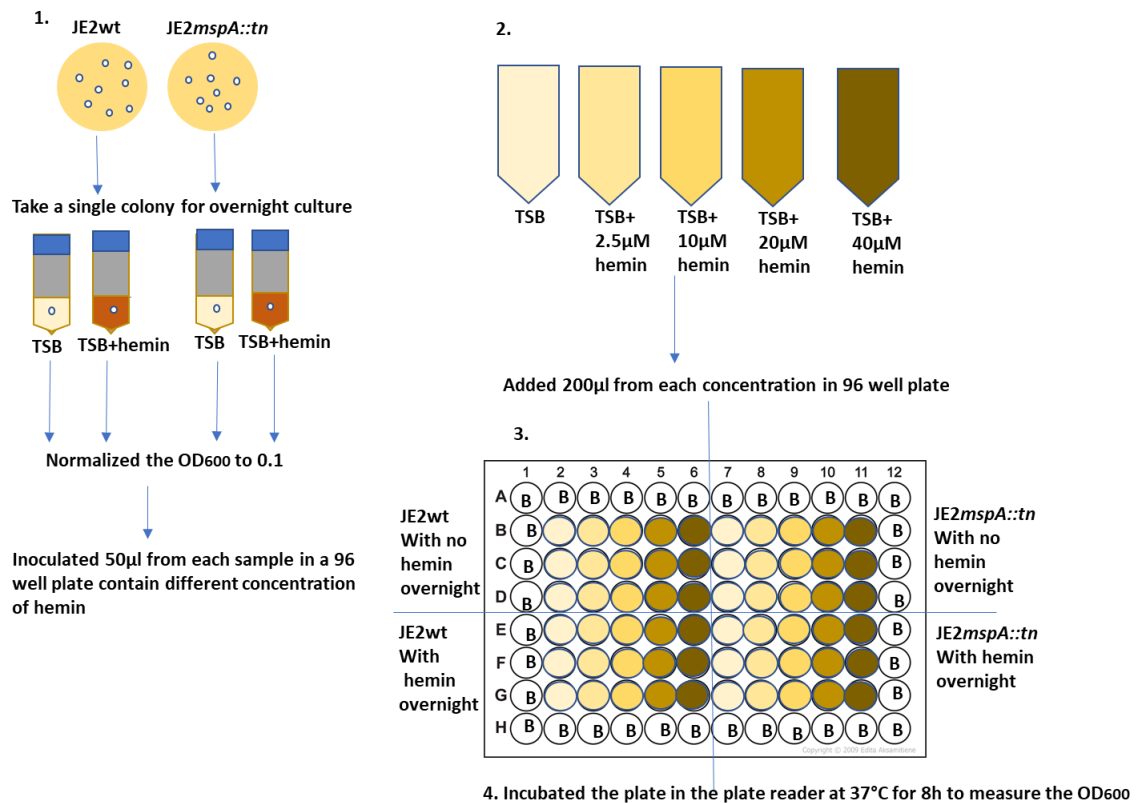 1.
JE2wt
JE2mspA::tn
Take a single colony for overnight culture
TSB
TSB+hemin
TSB
TSB+hemin
Normalized the OD600 to 0.1
Inoculated 50µl from each sample in a 96
well plate contain different concentration
of hemin
2.
TSB
TSB+
2.5µM
hemin
TSB+
10µM
hemin
TSB+
20µM
hemin
TSB+
40µM
hemin
Added 200µl from each concentration in 96 well plate
3.
1 2 3 4 5 6 7 8 9 10 11 12
A B B B B B B B B B B B B
B B B
C B B
D B B
E B B
F B B
G B B
H B B B B B B B B B B B B
JE2wt
With no
hemin
overnight
JE2wt
With
hemin
overnight
JE2mspA::tn
With no
hemin
overnight
JE2mspA::tn
With hemin
overnight
Copyright © 2009 Edita Aksamitiene
4. Incubated the plate in the plate reader at 37°C for 8h to measure the OD600